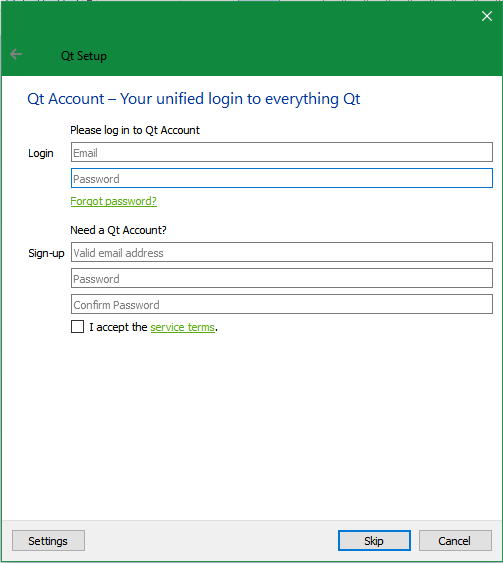 Qt Setup
Qt Account – Your unified login to everything Qt
Please log in to Qt Account
Login
Email
Password
Forgot password?
Need a Qt Account?
Sign-up
Valid email address
Password
Confirm Password
I accept the service terms.
Settings
Skip
Cancel